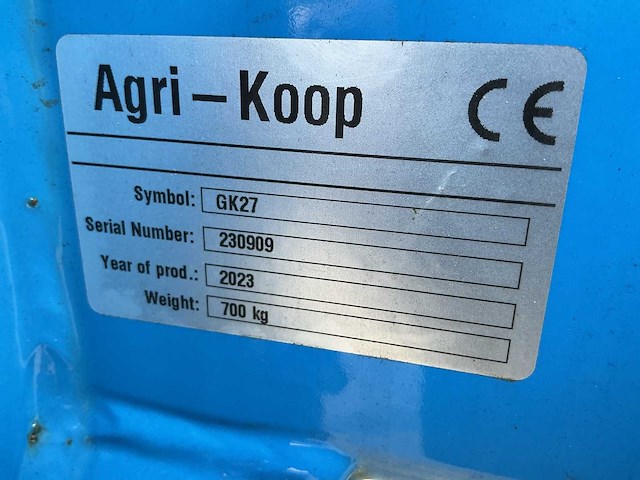 Agri – Koop CE
Symbol: GK27
Serial Number: 230909
Year of prod.: 2023
Weight: 700 kg